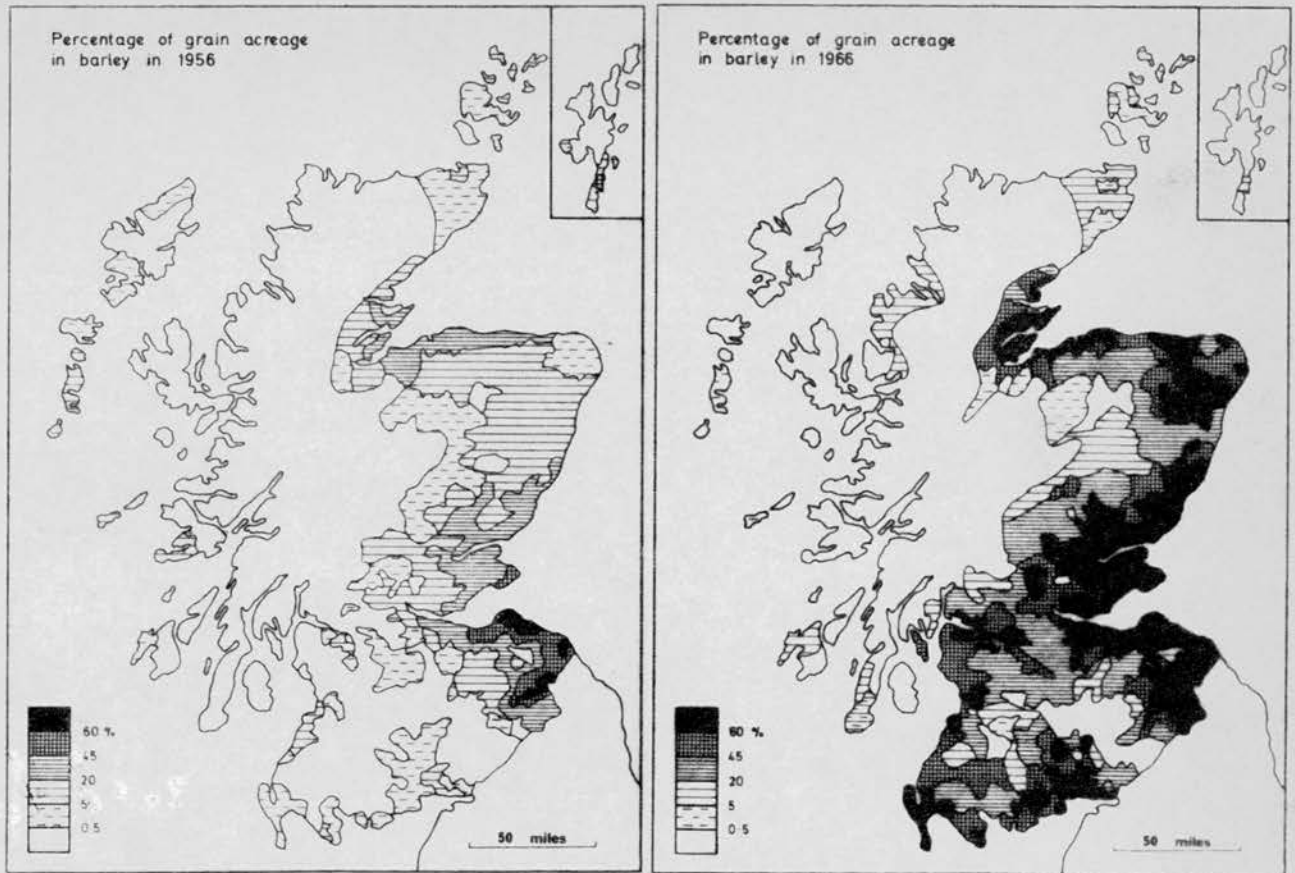 Percentage of grain acreage
in barley in 1956
60 %
45
20
5
0·5
50 miles
Percentage of grain acreage
in barley in 1966
60 %
45
20
5
0·5
50 miles